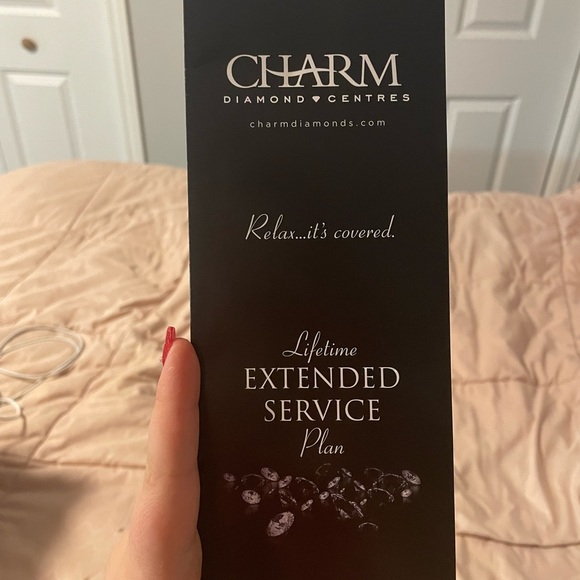 CHARM
DIAMOND ♥ CENTRES
charmdiamonds.com
Relax...it's covered.
Lifetime
EXTENDED
SERVICE
Plan